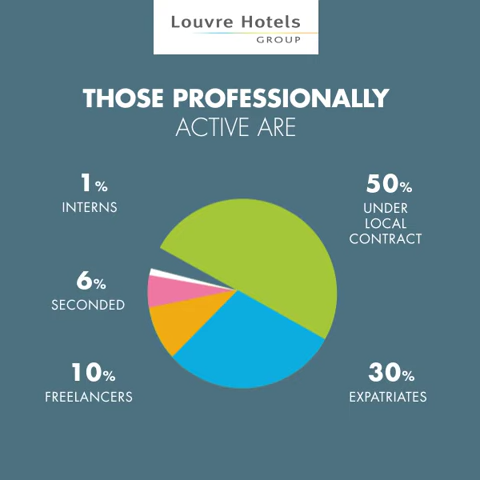 Louvre Hotels
GROUP
THOSE PROFESSIONALLY
ACTIVE ARE
1%
INTERNS
50%
UNDER
LOCAL
CONTRACT
6%
SECONDED
10%
FREELANCERS
30%
EXPATRIATES